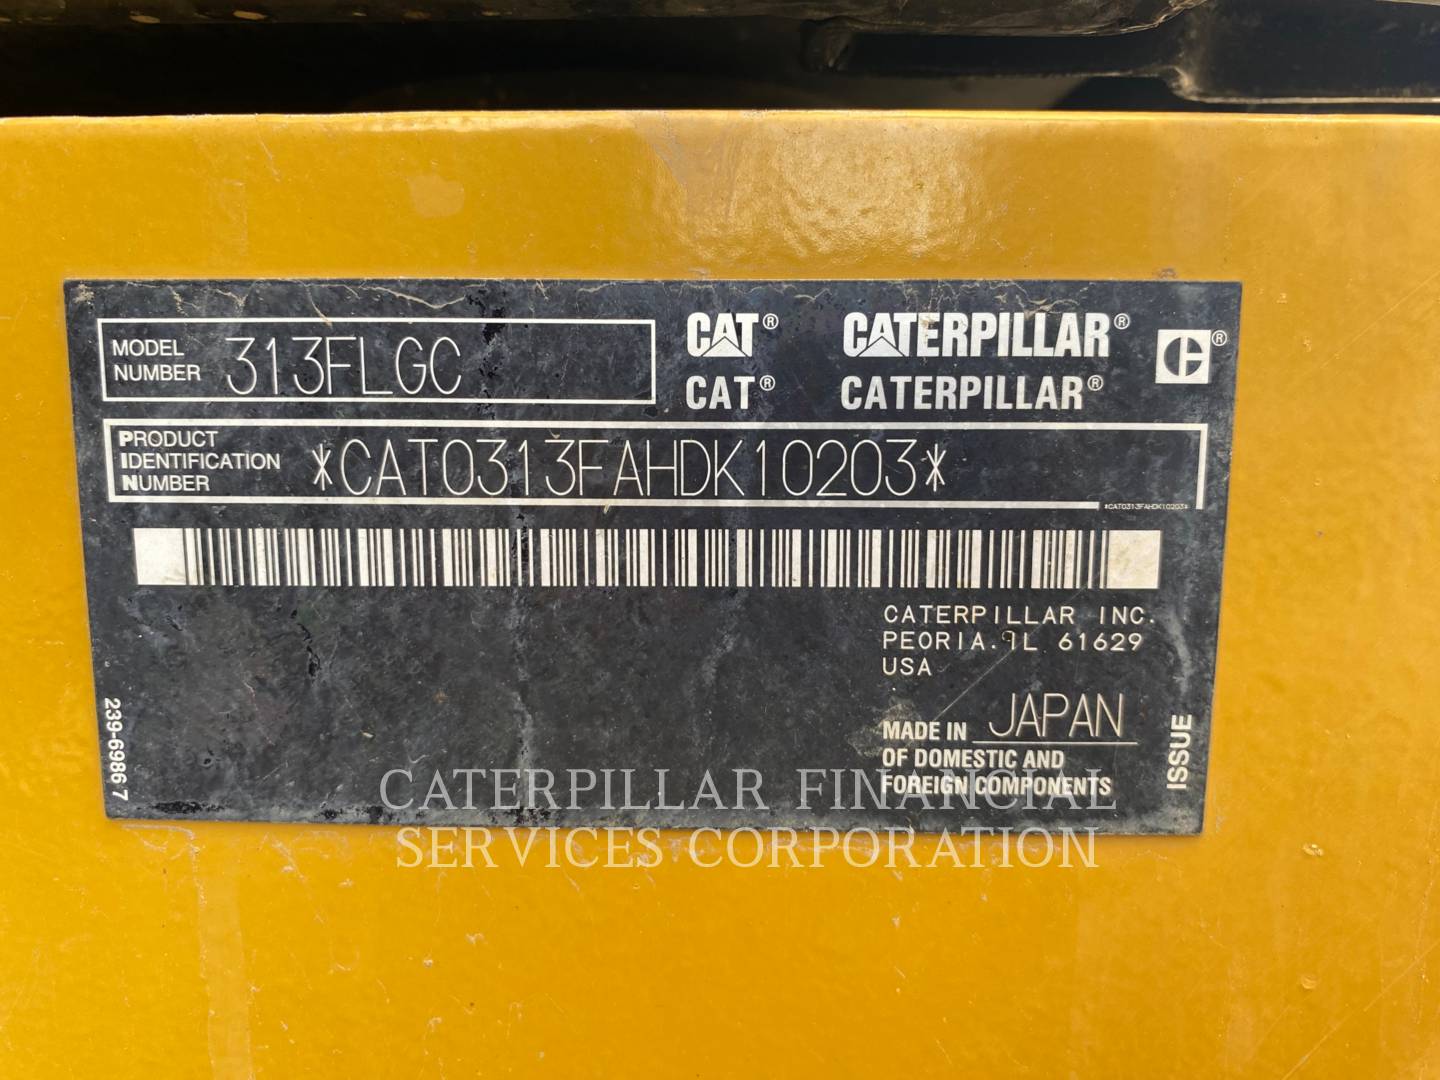 MODEL NUMBER 313FLGC
CAT® CATERPILLAR®
CAT® CATERPILLAR®
PRODUCT IDENTIFICATION NUMBER *CAT0313FAHDK10203*
*CAT0313FAHDK10203*
CATERPILLAR INC.
PEORIA, IL 61629
USA
MADE IN JAPAN
OF DOMESTIC AND
FOREIGN COMPONENTS
ISSUE
239-6986 7
CATERPILLAR FINANCIAL
SERVICES CORPORATION